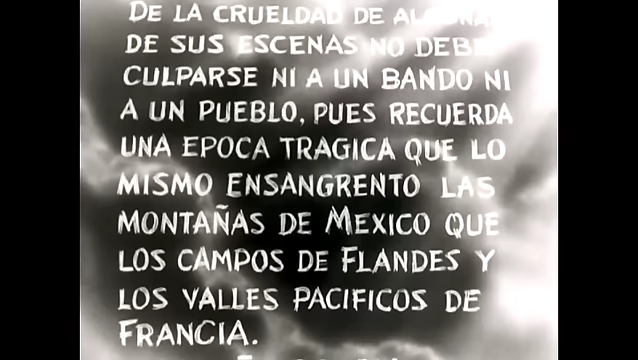 DE LA CRUELDAD DE
DE SUS ESCENAS NO DEBE
CULPARSE NI A UN BANDO NI
A UN PUEBLO, PUES RECUERDA
UNA EPOCA TRAGICA QUE LO
MISMO ENSANGRENTO LAS
MONTAÑAS DE MEXICO QUE
LOS CAMPOS DE FLANDES Y
LOS VALLES PACIFICOS DE
FRANCIA.